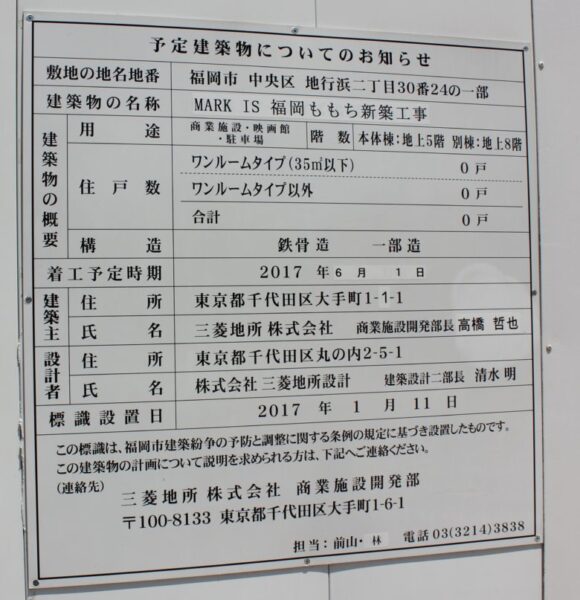 予定建築物についてのお知らせ
敷地の地名地番 福岡市 中央区 地行浜二丁目30番24の一部
建築物の名称 MARK IS 福岡ももち新築工事
建築物の概要
用途 商業施設・映画館・駐車場 階数 本体棟:地上5階 別棟:地上8階
住戸数 ワンルームタイプ(35㎡以下) 0戸
ワンルームタイプ以外 0戸
合計 0戸
構造 鉄骨造 一部造
着工予定時期 2017 年 6 月 1 日
建築主
住所 東京都千代田区大手町1-1-1
氏名 三菱地所 株式会社 商業施設開発部長 高橋 哲也
設計者
住所 東京都千代田区丸の内2-5-1
氏名 株式会社 三菱地所設計 建築設計二部長 清水 明
標識設置日 2017 年 1 月 11 日
この標識は、福岡市建築紛争の予防と調整に関する条例の規定に基づき設置したものです。
この建築物の計画について説明を求められる方は、下記へご連絡ください。
(連絡先)
三菱地所 株式会社 商業施設開発部
〒100-8133 東京都千代田区大手町1-6-1
担当:前山・林 電話 03(3214)3838